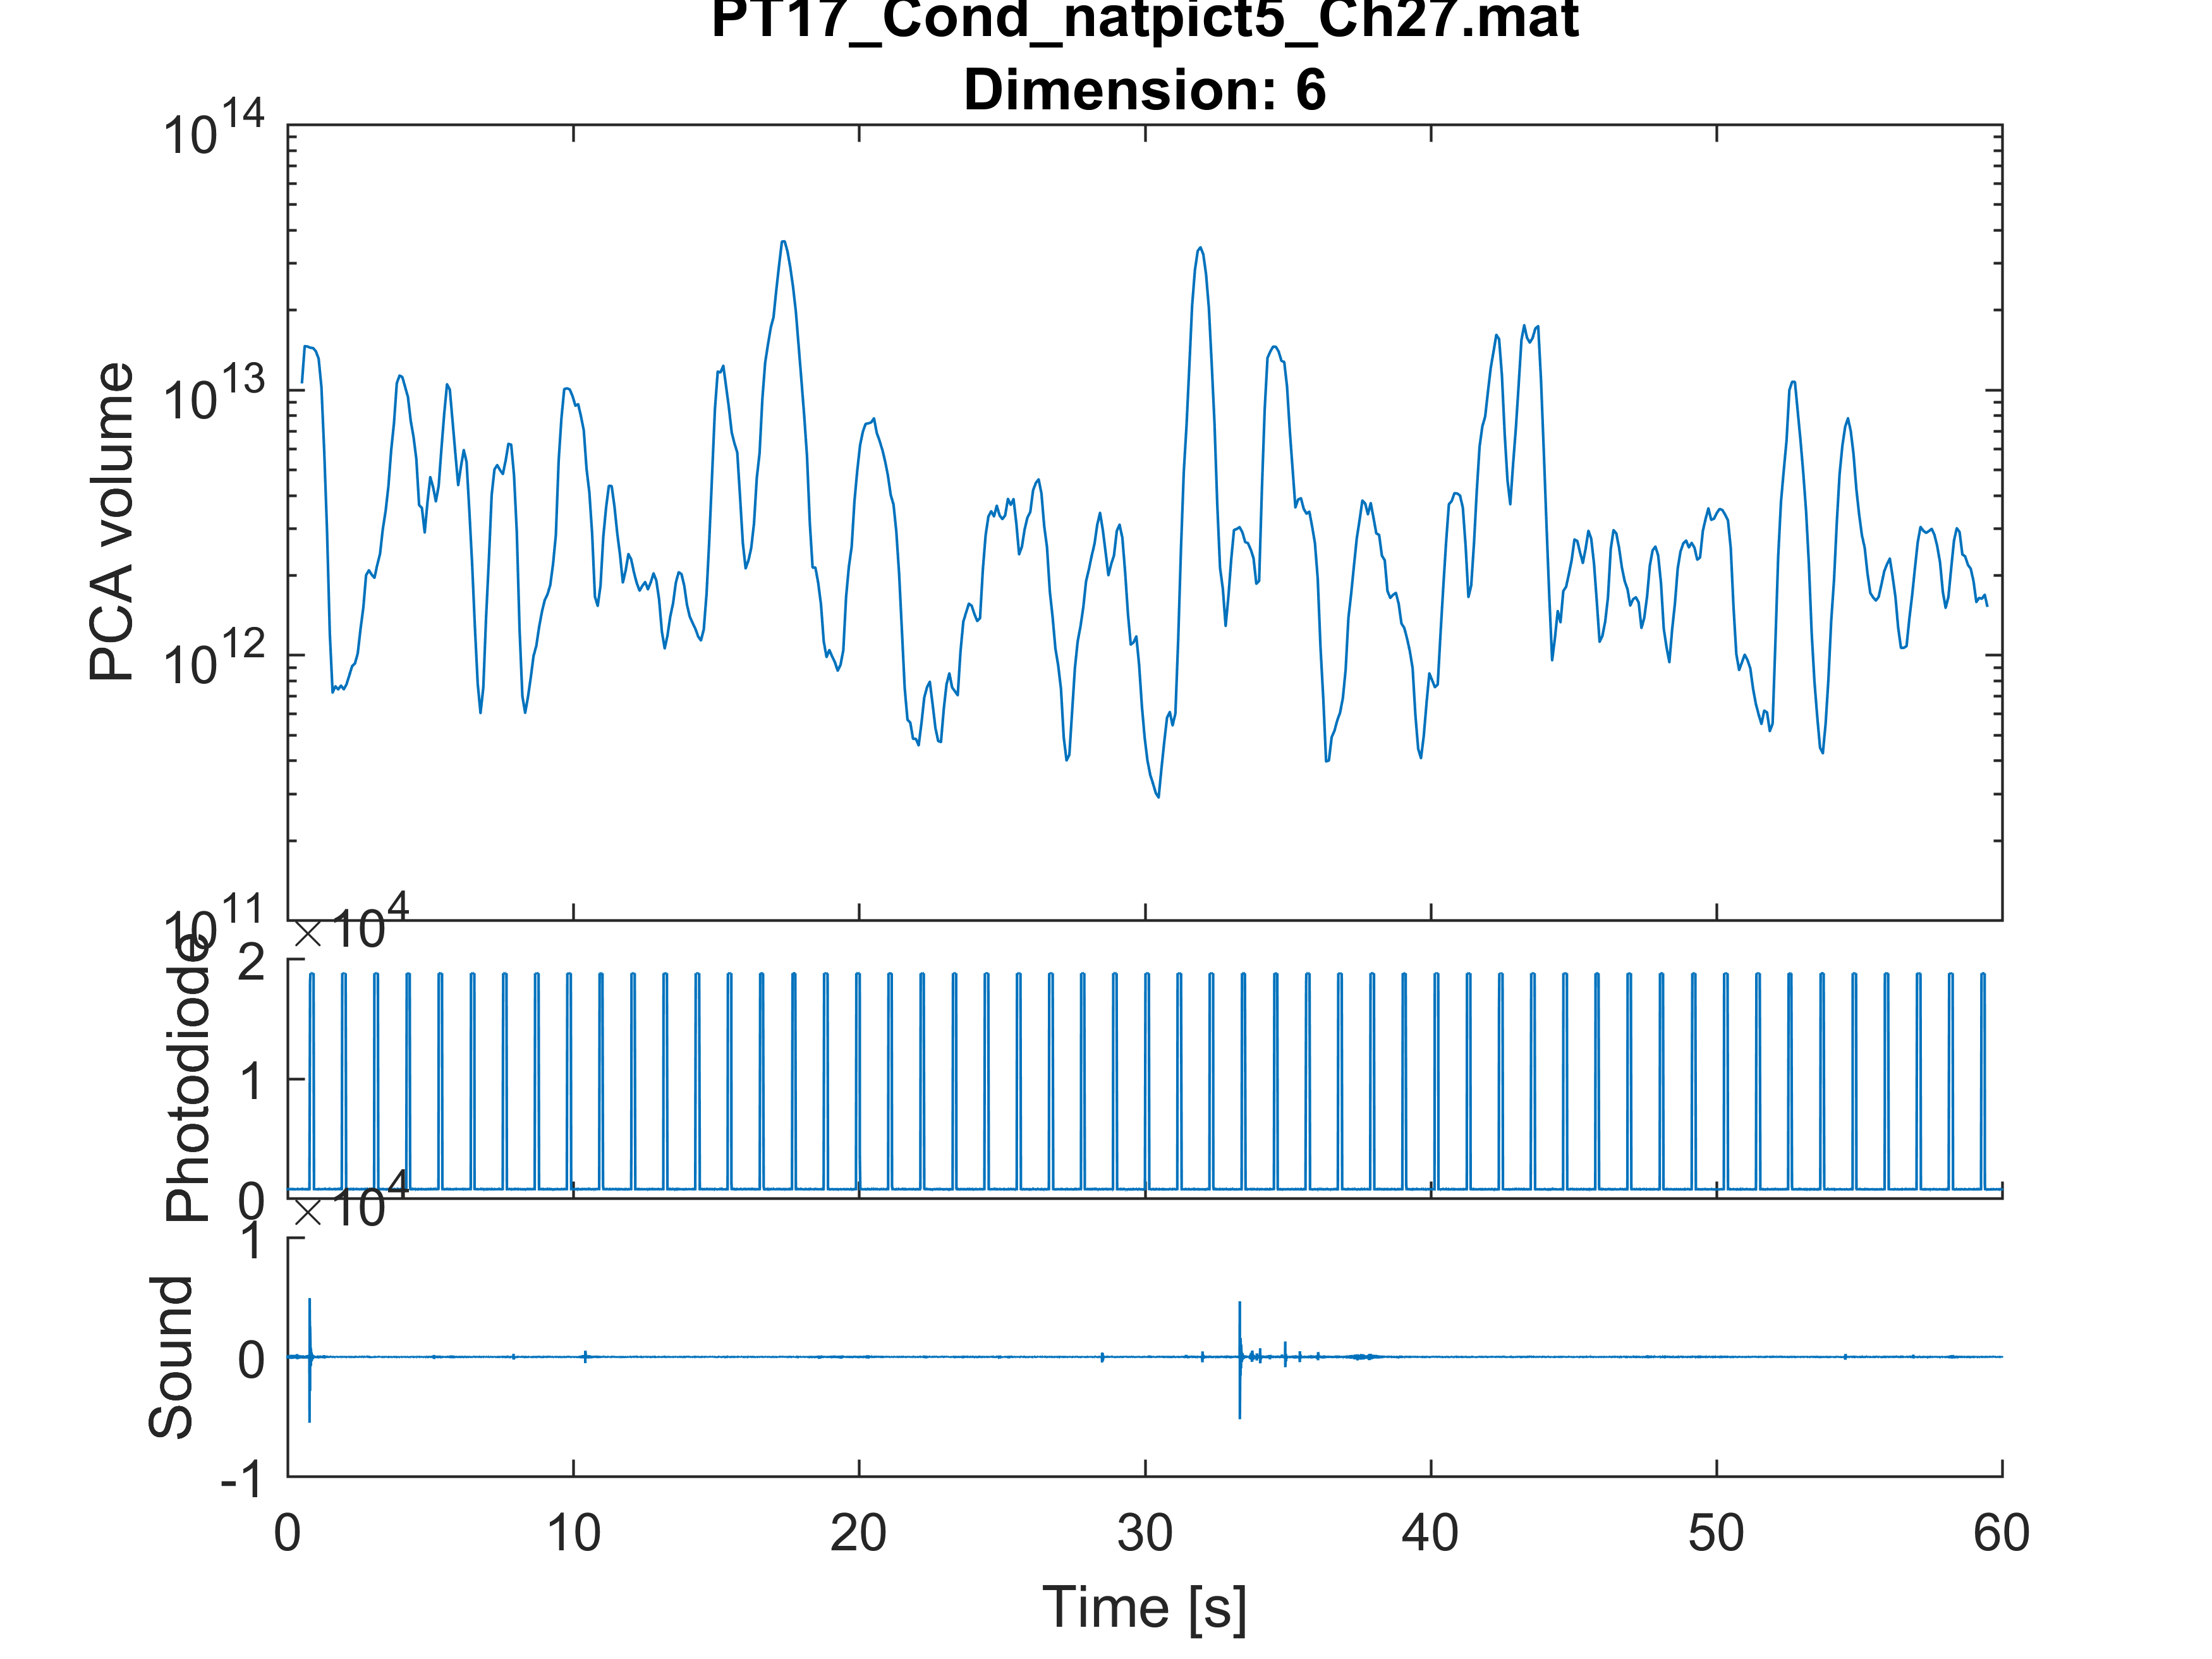 PT17_Cond_natpict5_Ch27.mat
Dimension: 6
10^14
10^13
10^12
10^11
PCA volume
×10^4
2
1
0
Photodiode
×10^4
1
0
-1
Sound
0 10 20 30 40 50 60
Time [s]